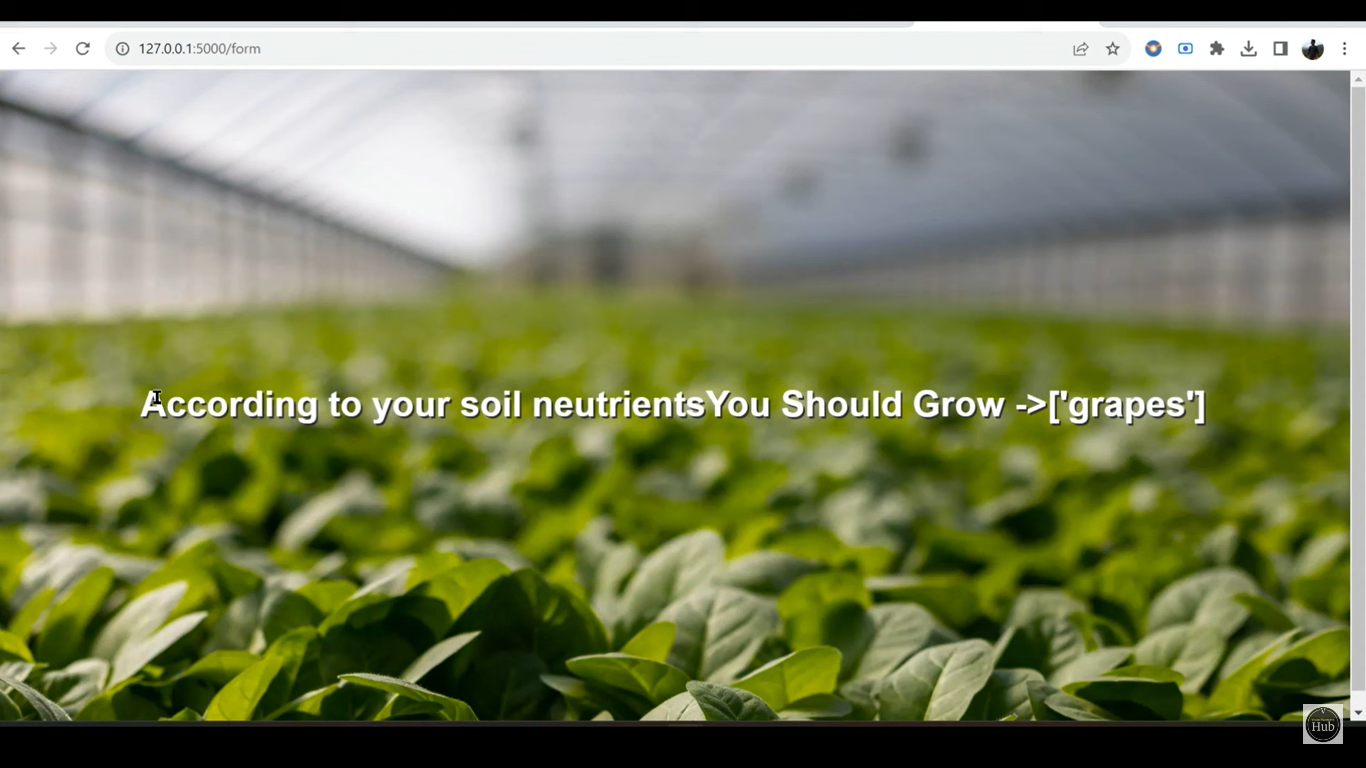 127.0.0.1:5000/form
According to your soil neutrientsYou Should Grow ->['grapes']
Hub